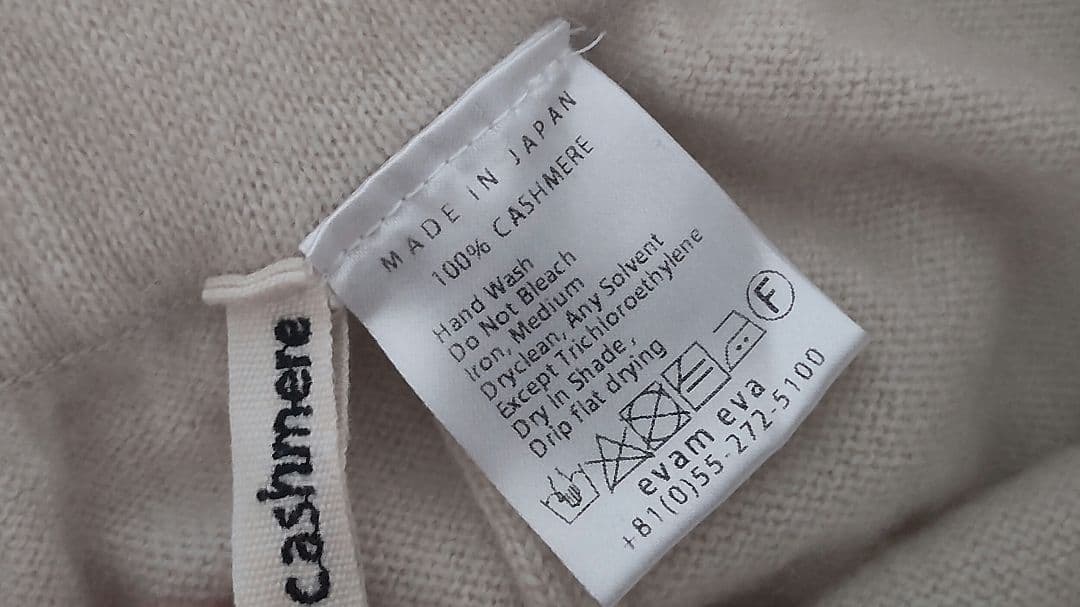 MADE IN JAPAN
100% CASHMERE
Hand Wash
Do Not Bleach
Iron, Medium
Dryclean, Any Solvent
Except Trichloroethylene
Dry In Shade,
Drip flat drying
F
evam eva
+81(0)55-272-5100
cashmere